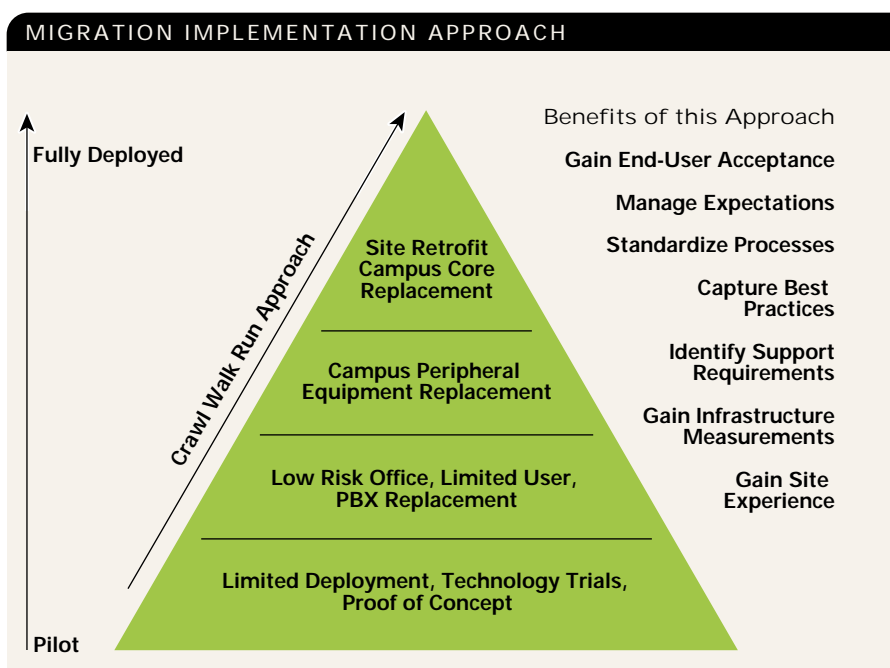 MIGRATION IMPLEMENTATION APPROACH
Fully Deployed
Pilot
Crawl Walk Run Approach
Site Retrofit
Campus Core
Replacement
Campus Peripheral
Equipment Replacement
Low Risk Office, Limited User,
PBX Replacement
Limited Deployment, Technology Trials,
Proof of Concept
Benefits of this Approach
Gain End-User Acceptance
Manage Expectations
Standardize Processes
Capture Best
Practices
Identify Support
Requirements
Gain Infrastructure
Measurements
Gain Site
Experience